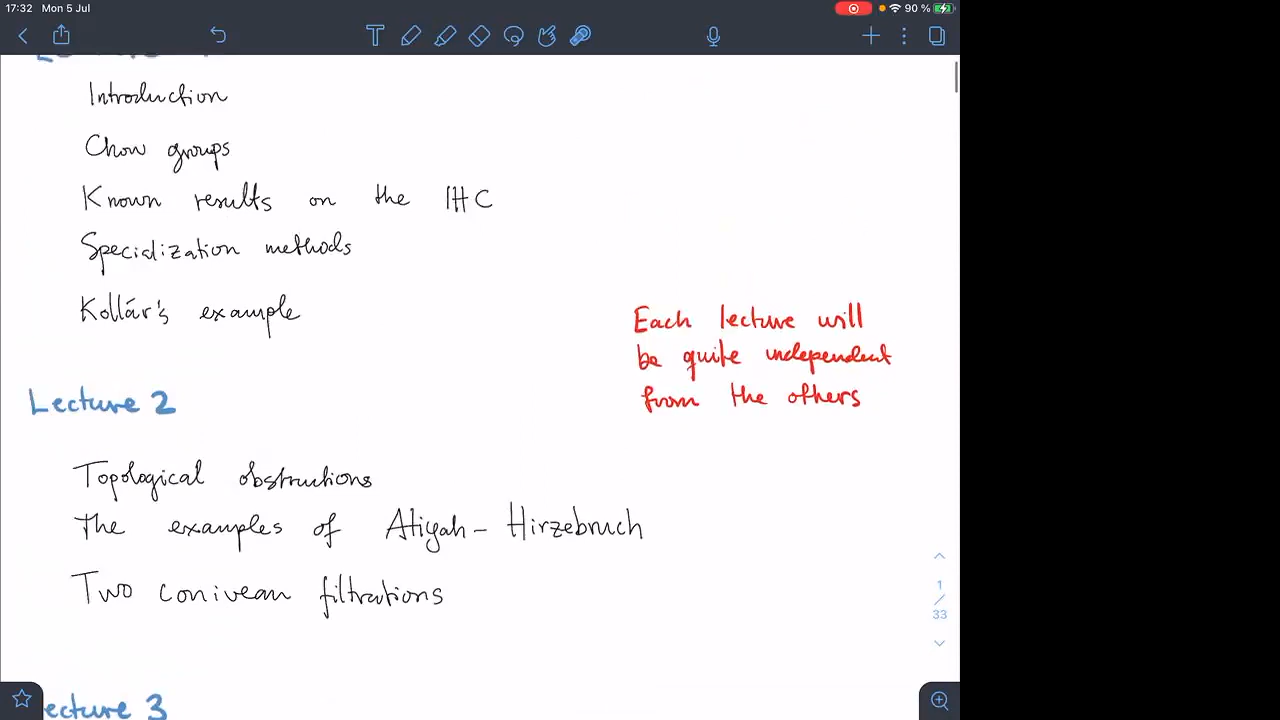 17:32 Mon 5 Jul
90 %
Introduction
Chow groups
Known results on the IHC
Specialization methods
Kollár's example
Each lecture will
be quite independent
from the others
Lecture 2
Topological obstructions
The examples of Atiyah-Hirzebruch
Two coniveau filtrations
1
/
33
Lecture 3